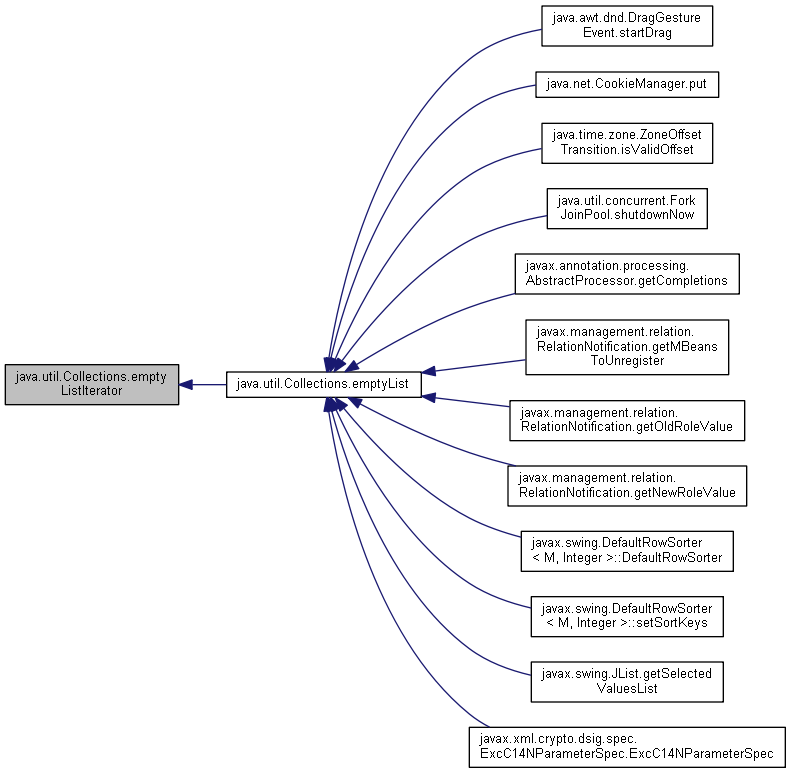 java.awt.dnd.DragGesture
Event.startDrag
java.net.CookieManager.put
java.time.zone.ZoneOffset
Transition.isValidOffset
java.util.concurrent.Fork
JoinPool.shutdownNow
javax.annotation.processing.
AbstractProcessor.getCompletions
javax.management.relation.
RelationNotification.getMBeans
ToUnregister
java.util.Collections.empty
ListIterator
java.util.Collections.emptyList
javax.management.relation.
RelationNotification.getOldRoleValue
javax.management.relation.
RelationNotification.getNewRoleValue
javax.swing.DefaultRowSorter
< M, Integer >::DefaultRowSorter
javax.swing.DefaultRowSorter
< M, Integer >::setSortKeys
javax.swing.JList.getSelected
ValuesList
javax.xml.crypto.dsig.spec.
ExcC14NParameterSpec.ExcC14NParameterSpec